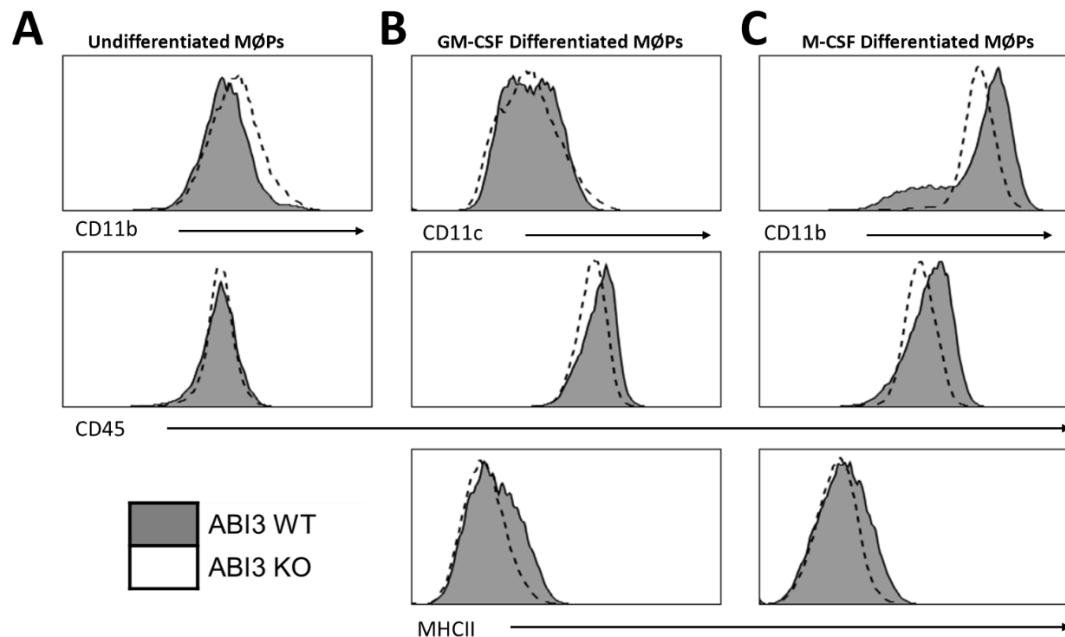 A
Undifferentiated MØPs
B
GM-CSF Differentiated MØPs
C
M-CSF Differentiated MØPs
CD11b
CD11c
CD11b
CD45
ABI3 WT
ABI3 KO
MHCII